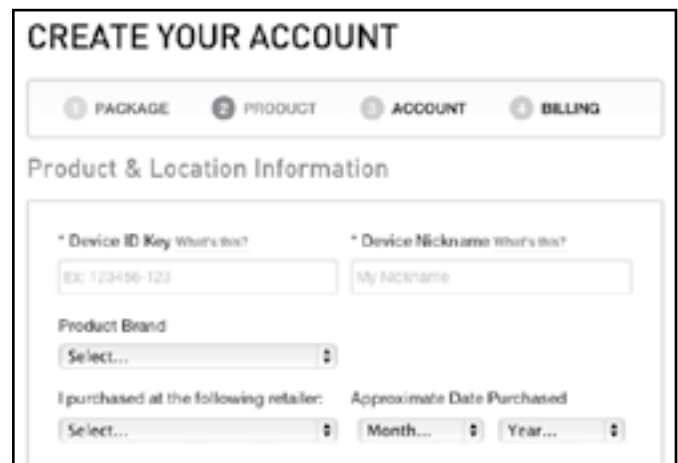 CREATE YOUR ACCOUNT
1 PACKAGE 2 PRODUCT 3 ACCOUNT 4 BILLING
Product & Location Information
* Device ID Key What's this? * Device Nickname What's this?
Ex: 123456-123 My Nickname
Product Brand
Select...
I purchased at the following retailer: Approximate Date Purchased
Select... Month... Year...